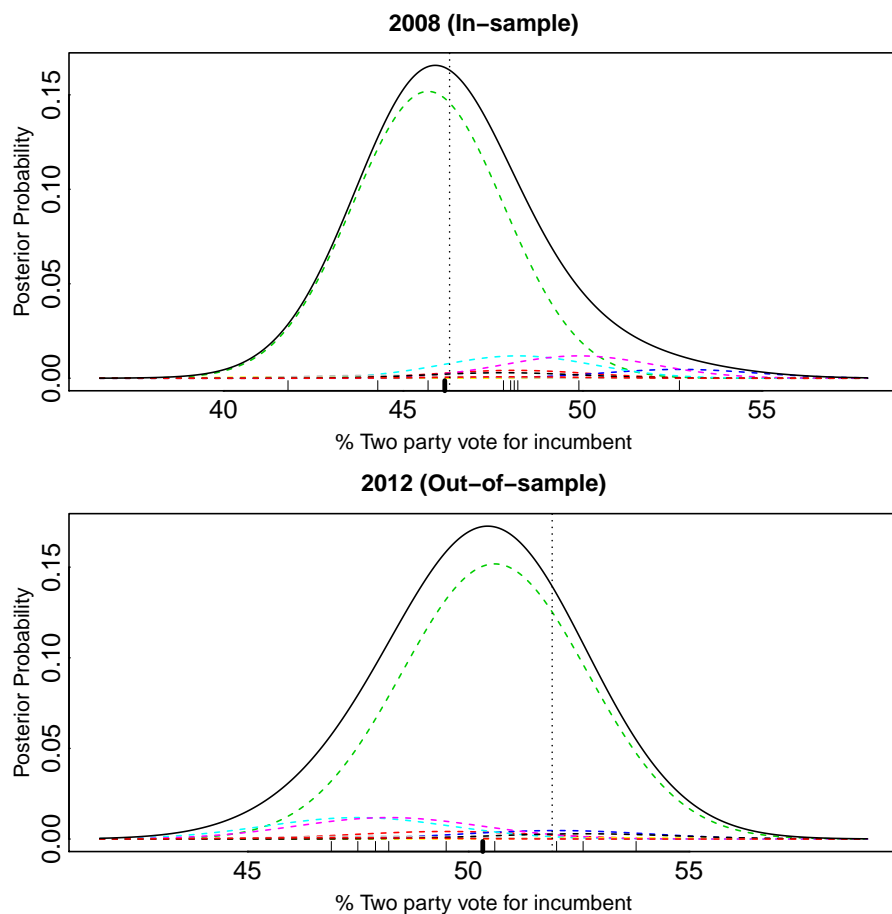 2008 (In−sample)
Posterior Probability
0.15
0.10
0.05
0.00
40 45 50 55
% Two party vote for incumbent
2012 (Out−of−sample)
Posterior Probability
0.15
0.10
0.05
0.00
45 50 55
% Two party vote for incumbent